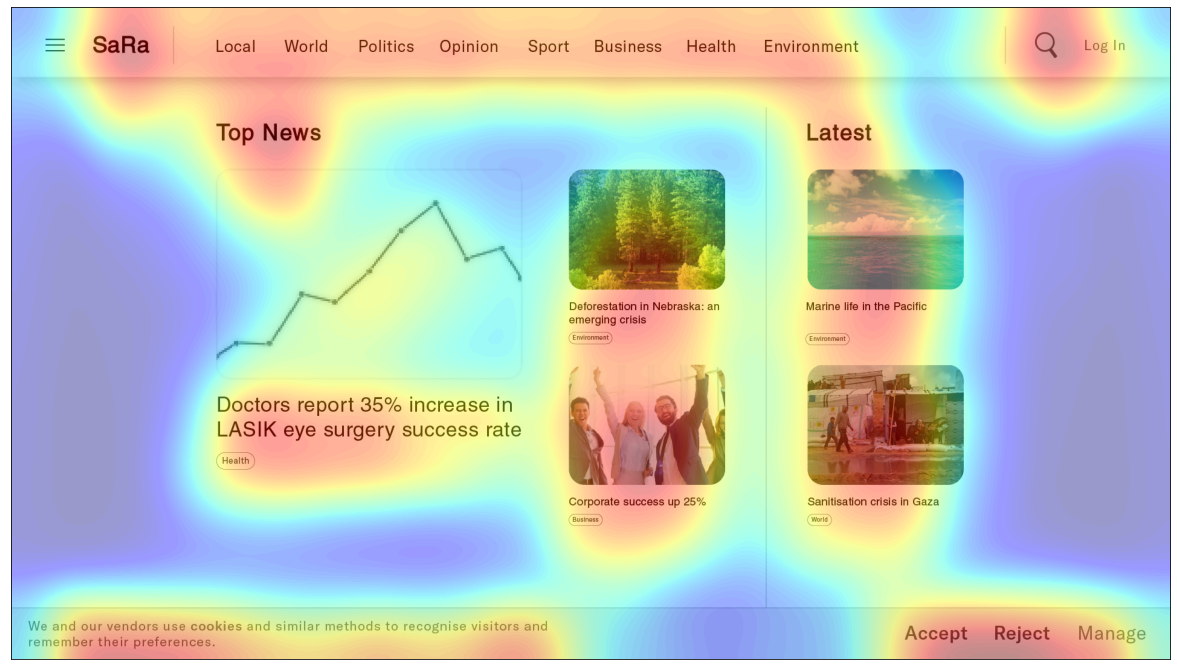 SaRa
Local World Politics Opinion Sport Business Health Environment
Log In
Top News
Doctors report 35% increase in
LASIK eye surgery success rate
Health
Deforestation in Nebraska: an
emerging crisis
Environment
Corporate success up 25%
Business
Latest
Marine life in the Pacific
Environment
Sanitisation crisis in Gaza
World
We and our vendors use cookies and similar methods to recognise visitors and
remember their preferences.
Accept Reject Manage